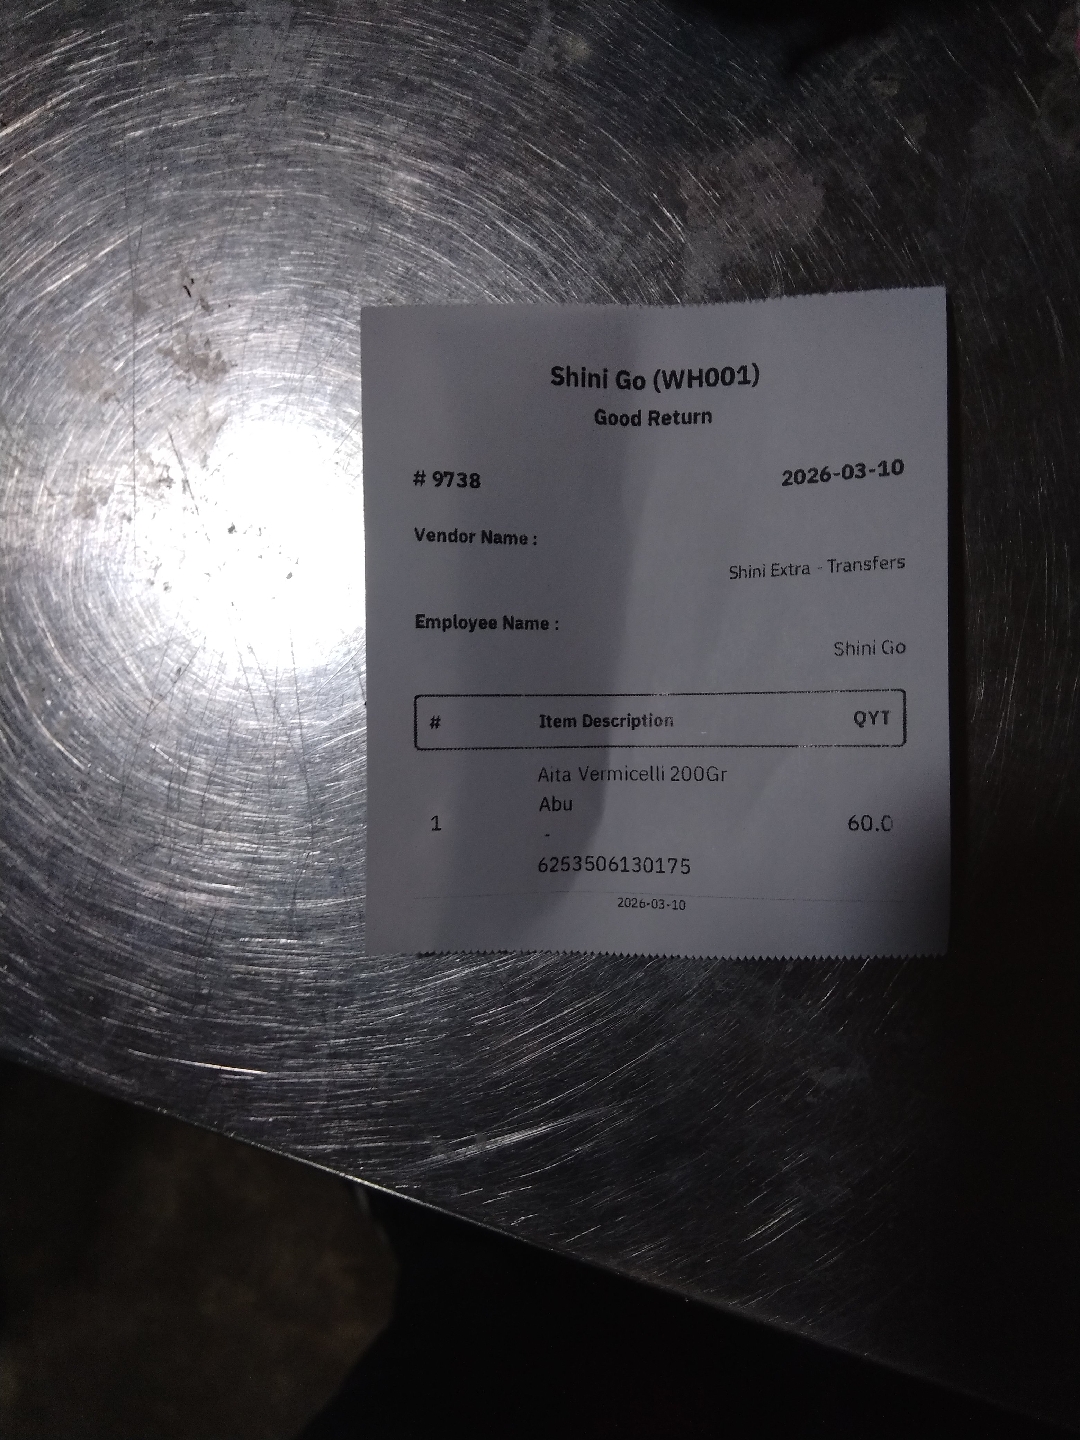 Shini Go (WH001)
Good Return
# 9738 2026-03-10
Vendor Name :
Shini Extra - Transfers
Employee Name :
Shini Go
# Item Description QYT
Aita Vermicelli 200Gr
Abu
1 - 60.0
6253506130175
2026-03-10